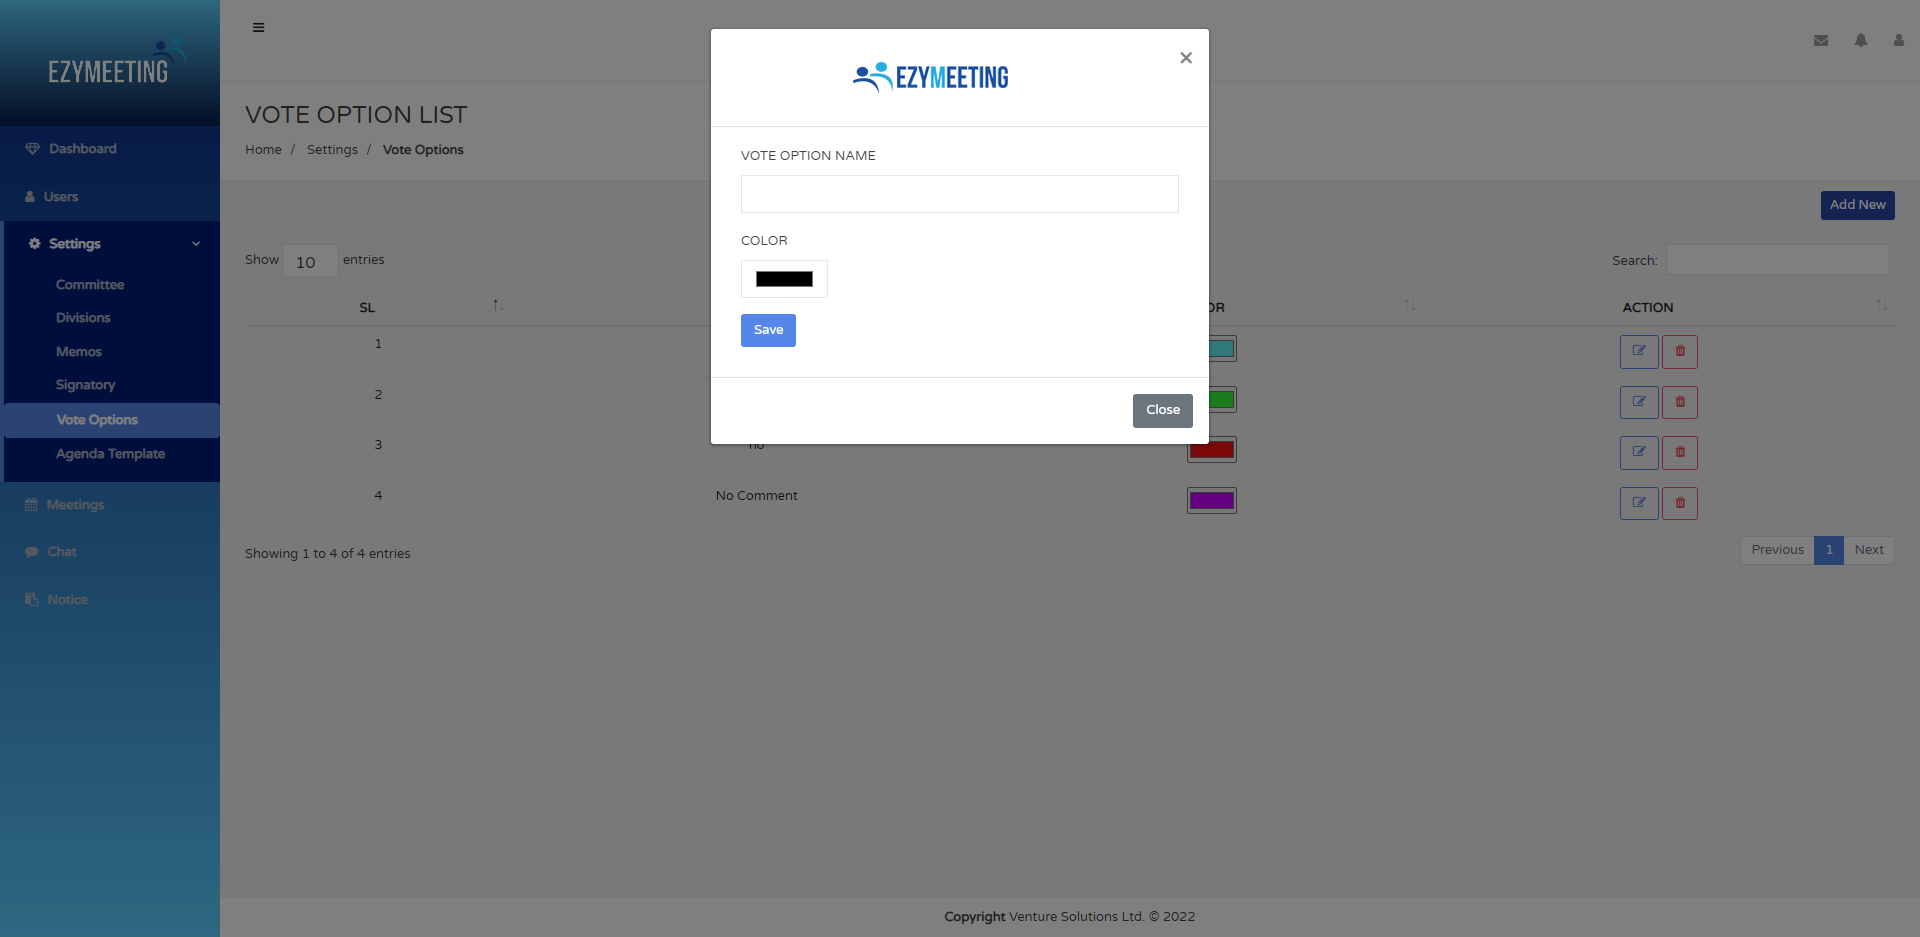 EZYMEETING
Dashboard
Users
Settings
Committee
Divisions
Memos
Signatory
Vote Options
Agenda Template
Meetings
Chat
Notice
VOTE OPTION LIST
Home / Settings / Vote Options
Add New
Show 10 entries
Search:
SL
OR
ACTION
1
2
3 no
4 No Comment
Showing 1 to 4 of 4 entries
Previous 1 Next
EZYMEETING
×
VOTE OPTION NAME
COLOR
Save
Close
Copyright Venture Solutions Ltd. © 2022